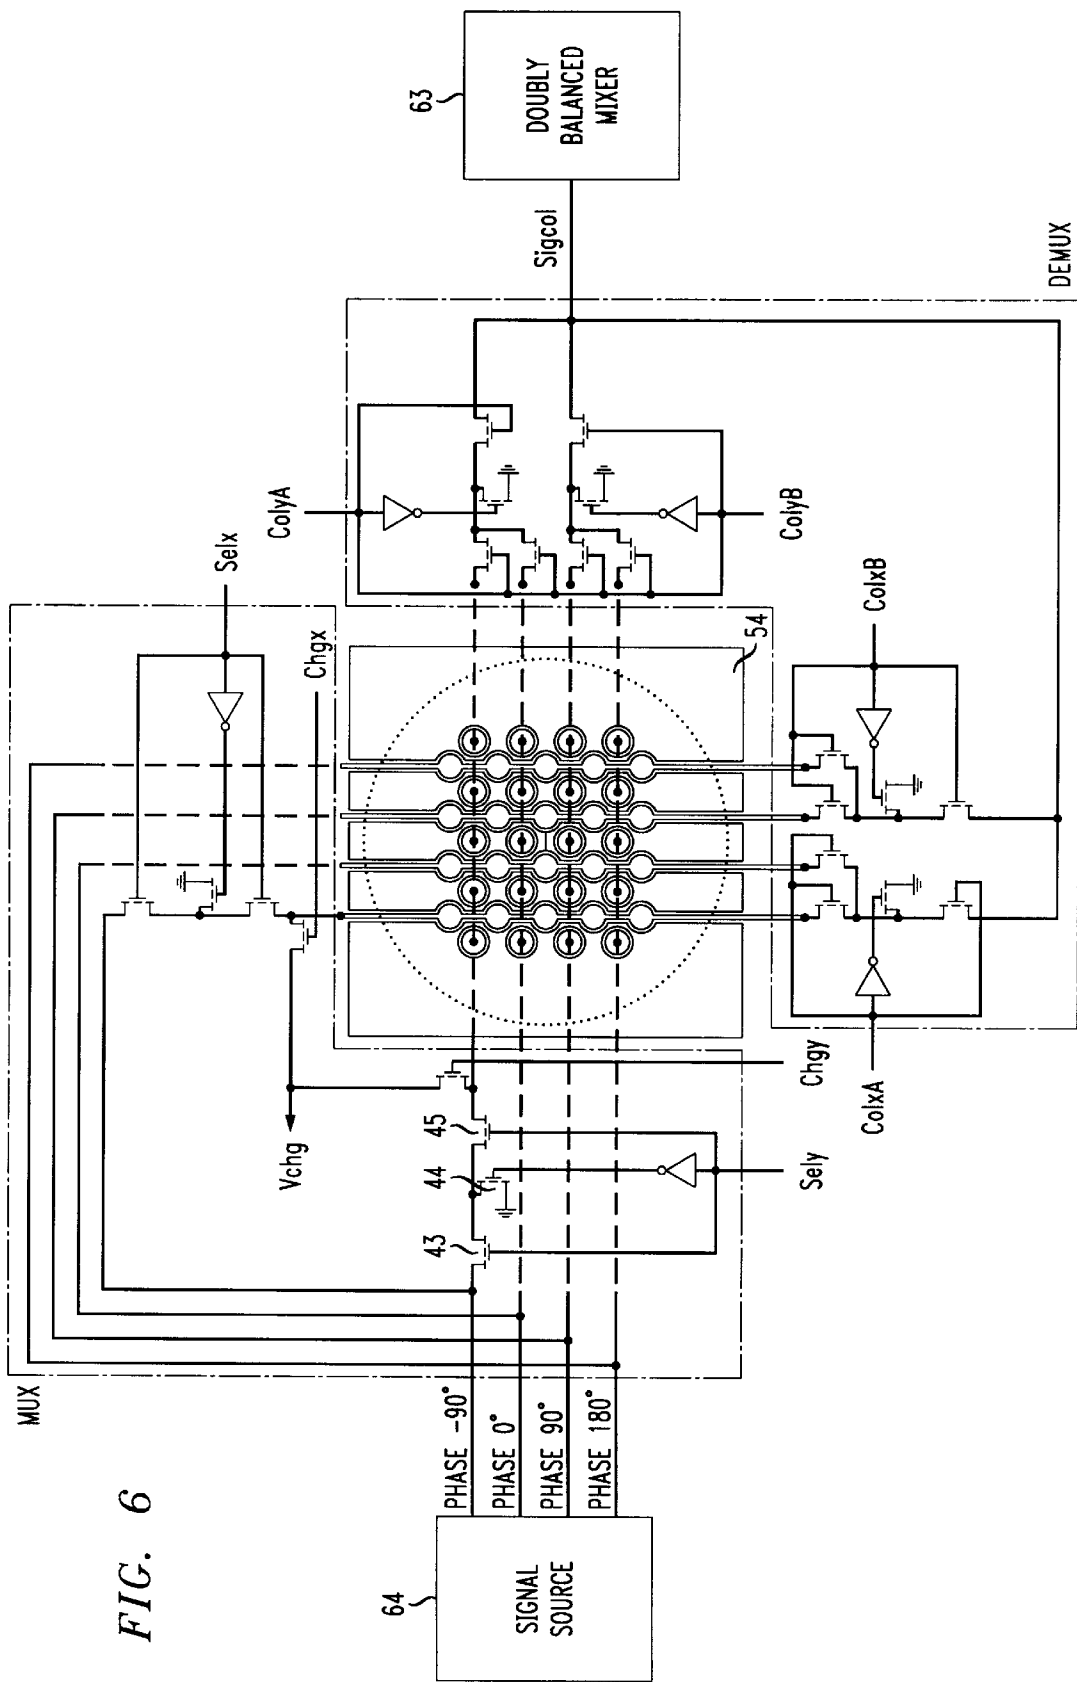 FIG. 6
MUX
64
SIGNAL
SOURCE
PHASE -90°
PHASE 0°
PHASE 90°
PHASE 180°
43
44
45
Vchg
Sely
Chgy
Selx
Chgx
54
ColxA
ColxB
ColyA
ColyB
DEMUX
Sigcol
63
DOUBLY
BALANCED
MIXER